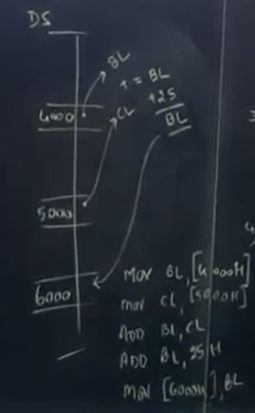 DS
BL
+ = BL
+25
BL
4000
CL
5000
6000
MOV BL, [4000H]
MOV CL, [5000H]
ADD BL, CL
ADD BL, 25H
MOV [6000H], BL